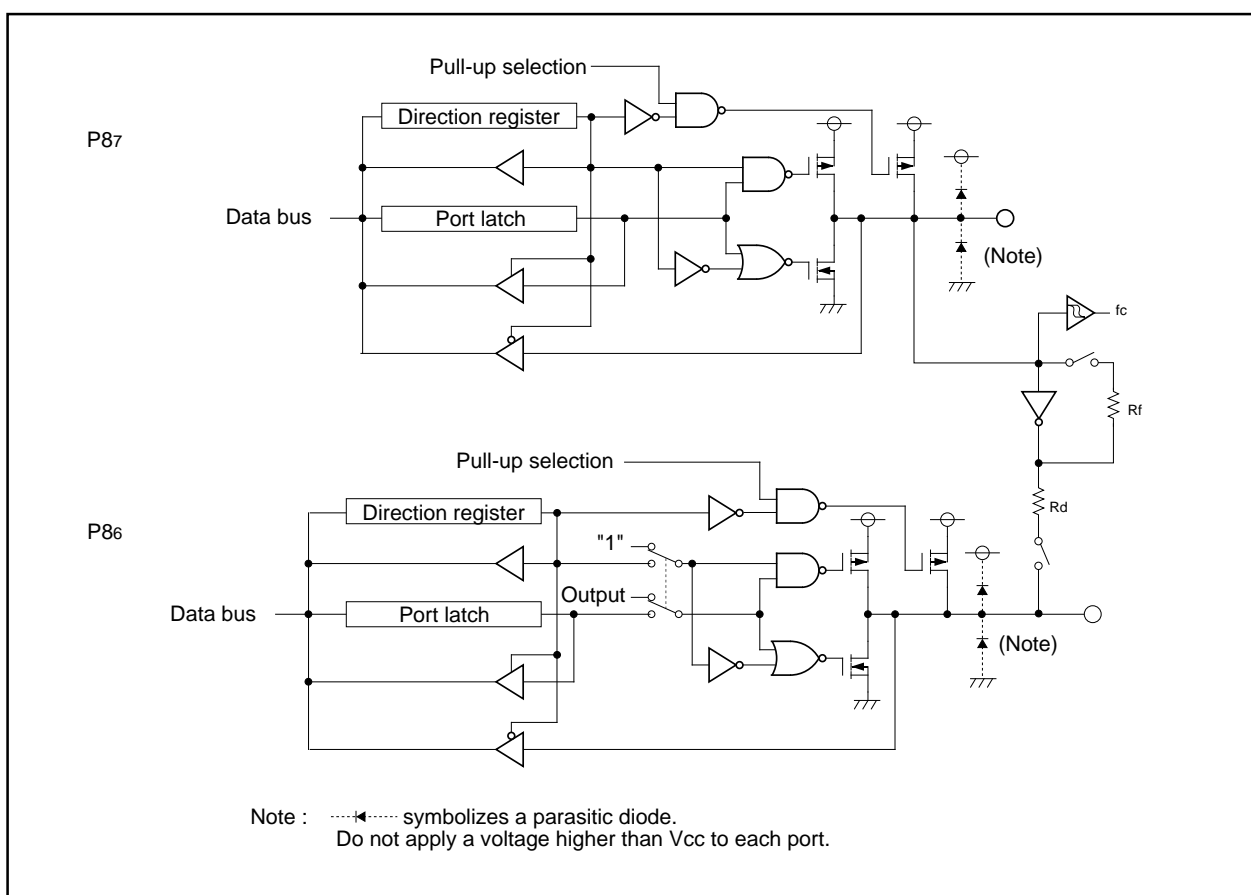 Pull-up selection
Direction register
P87
Data bus
Port latch
(Note)
fc
Rf
Pull-up selection
Rd
Direction register
P86
"1"
Output
Data bus
Port latch
(Note)
Note : symbolizes a parasitic diode.
Do not apply a voltage higher than Vcc to each port.